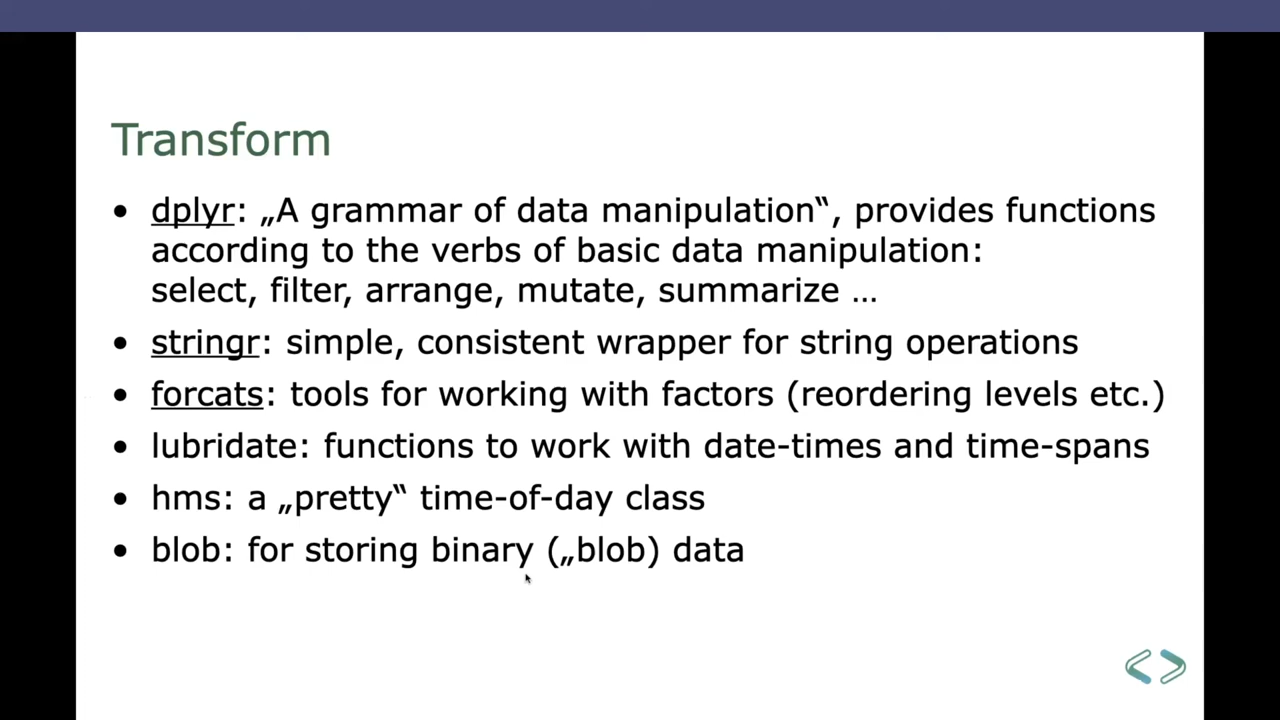 Transform
• dplyr: „A grammar of data manipulation‟, provides functions
according to the verbs of basic data manipulation:
select, filter, arrange, mutate, summarize …
• stringr: simple, consistent wrapper for string operations
• forcats: tools for working with factors (reordering levels etc.)
• lubridate: functions to work with date-times and time-spans
• hms: a „pretty‟ time-of-day class
• blob: for storing binary („blob) data